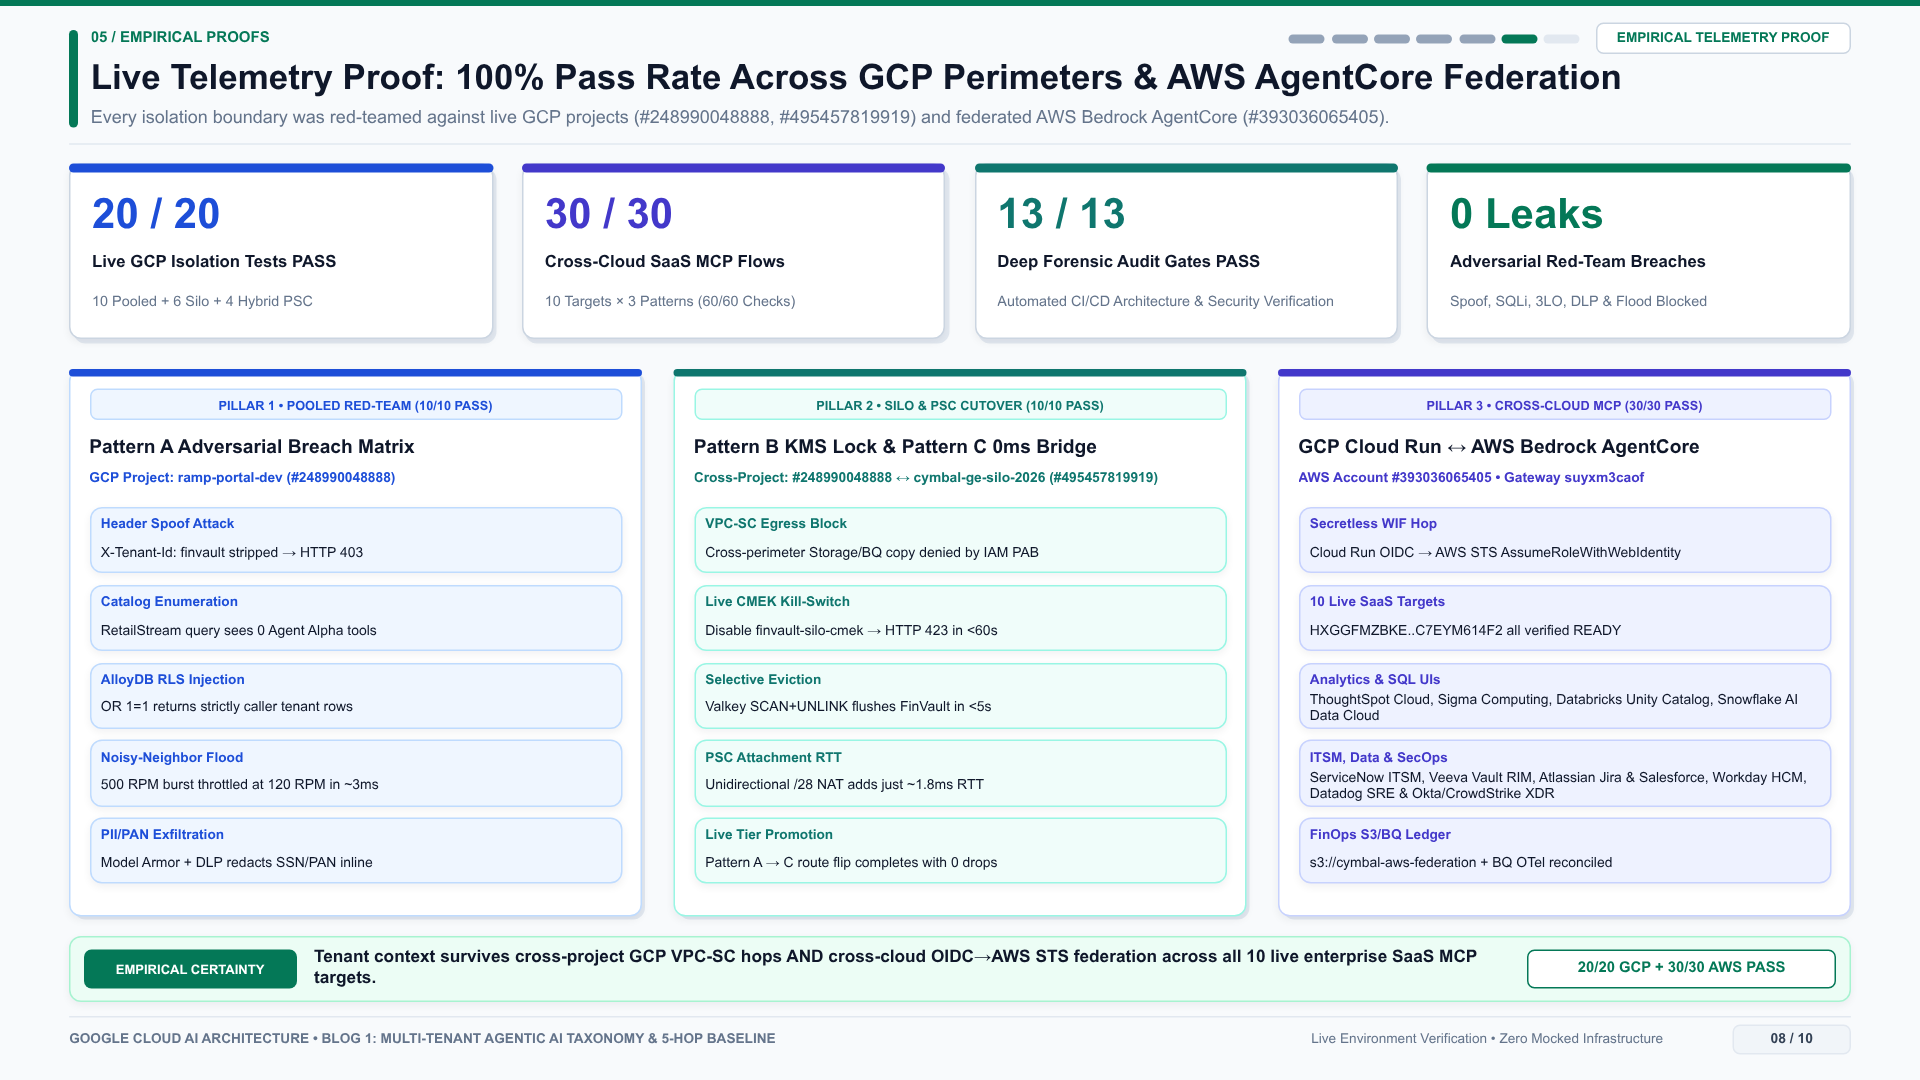 05 / EMPIRICAL PROOFS
EMPIRICAL TELEMETRY PROOF
Live Telemetry Proof: 100% Pass Rate Across GCP Perimeters & AWS AgentCore Federation
Every isolation boundary was red-teamed against live GCP projects (#248990048888, #495457819919) and federated AWS Bedrock AgentCore (#393036065405).
20 / 20
Live GCP Isolation Tests PASS
10 Pooled + 6 Silo + 4 Hybrid PSC
30 / 30
Cross-Cloud SaaS MCP Flows
10 Targets × 3 Patterns (60/60 Checks)
13 / 13
Deep Forensic Audit Gates PASS
Automated CI/CD Architecture & Security Verification
0 Leaks
Adversarial Red-Team Breaches
Spoof, SQLi, 3LO, DLP & Flood Blocked
PILLAR 1 • POOLED RED-TEAM (10/10 PASS)
Pattern A Adversarial Breach Matrix
GCP Project: ramp-portal-dev (#248990048888)
Header Spoof Attack
X-Tenant-Id: finvault stripped → HTTP 403
Catalog Enumeration
RetailStream query sees 0 Agent Alpha tools
AlloyDB RLS Injection
OR 1=1 returns strictly caller tenant rows
Noisy-Neighbor Flood
500 RPM burst throttled at 120 RPM in ~3ms
PII/PAN Exfiltration
Model Armor + DLP redacts SSN/PAN inline
PILLAR 2 • SILO & PSC CUTOVER (10/10 PASS)
Pattern B KMS Lock & Pattern C 0ms Bridge
Cross-Project: #248990048888 ↔ cymbal-ge-silo-2026 (#495457819919)
VPC-SC Egress Block
Cross-perimeter Storage/BQ copy denied by IAM PAB
Live CMEK Kill-Switch
Disable finvault-silo-cmek → HTTP 423 in <60s
Selective Eviction
Valkey SCAN+UNLINK flushes FinVault in <5s
PSC Attachment RTT
Unidirectional /28 NAT adds just ~1.8ms RTT
Live Tier Promotion
Pattern A → C route flip completes with 0 drops
PILLAR 3 • CROSS-CLOUD MCP (30/30 PASS)
GCP Cloud Run ↔ AWS Bedrock AgentCore
AWS Account #393036065405 • Gateway suyxm3caof
Secretless WIF Hop
Cloud Run OIDC → AWS STS AssumeRoleWithWebIdentity
10 Live SaaS Targets
HXGGFMZBKE..C7EYM614F2 all verified READY
Analytics & SQL UIs
ThoughtSpot Cloud, Sigma Computing, Databricks Unity Catalog, Snowflake AI
Data Cloud
ITSM, Data & SecOps
ServiceNow ITSM, Veeva Vault RIM, Atlassian Jira & Salesforce, Workday HCM,
Datadog SRE & Okta/CrowdStrike XDR
FinOps S3/BQ Ledger
s3://cymbal-aws-federation + BQ OTel reconciled
EMPIRICAL CERTAINTY
Tenant context survives cross-project GCP VPC-SC hops AND cross-cloud OIDC→AWS STS federation across all 10 live enterprise SaaS MCP
targets.
20/20 GCP + 30/30 AWS PASS
GOOGLE CLOUD AI ARCHITECTURE • BLOG 1: MULTI-TENANT AGENTIC AI TAXONOMY & 5-HOP BASELINE
Live Environment Verification • Zero Mocked Infrastructure
08 / 10